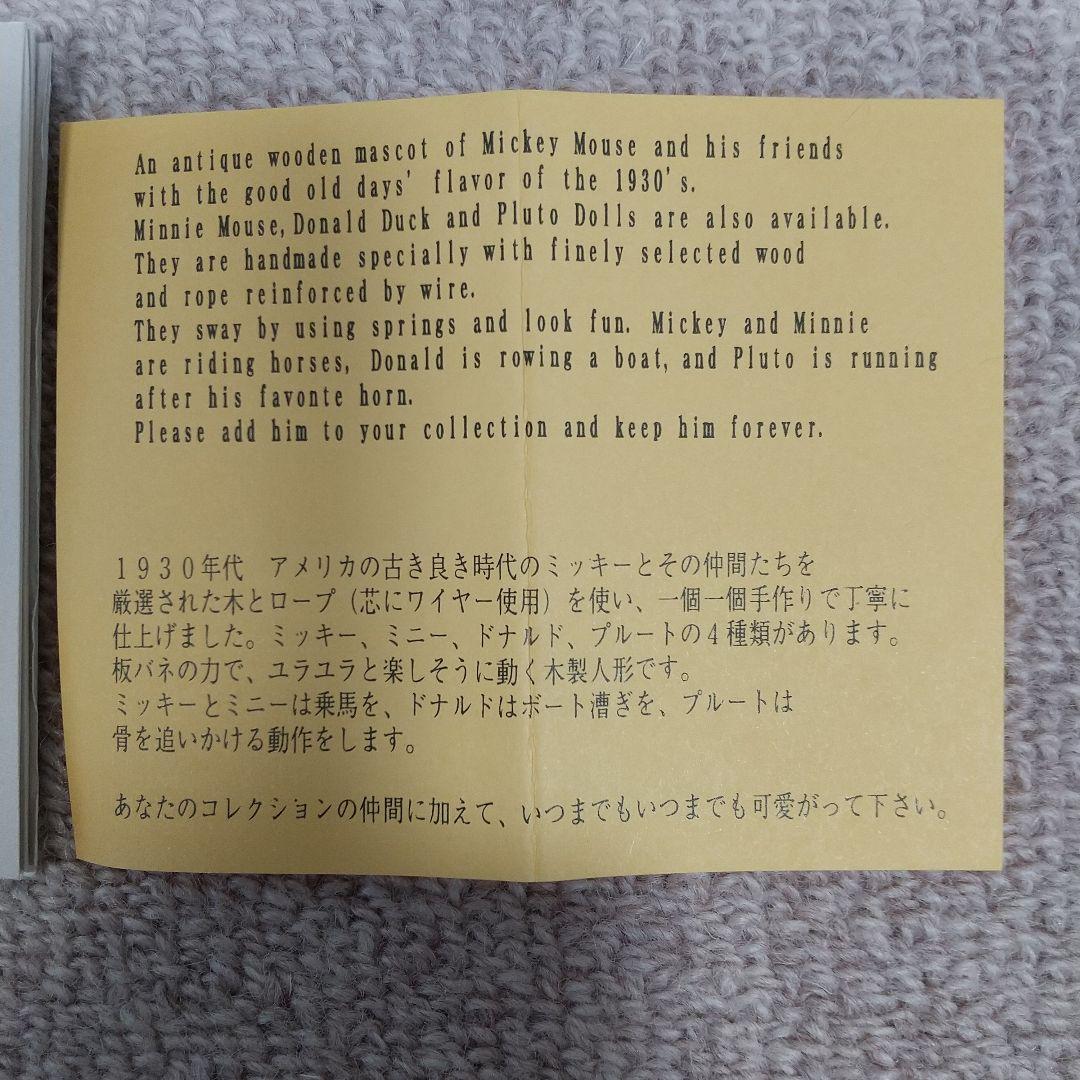 An antique wooden mascot of Mickey Mouse and his friends
with the good old days' flavor of the 1930's.
Minnie Mouse, Donald Duck and Pluto Dolls are also available.
They are handmade specially with finely selected wood
and rope reinforced by wire.
They sway by using springs and look fun. Mickey and Minnie
are riding horses, Donald is rowing a boat, and Pluto is running
after his favonte horn.
Please add him to your collection and keep him forever.
１９３０年代　アメリカの古き良き時代のミッキーとその仲間たちを
厳選された木とロープ（芯にワイヤー使用）を使い、一個一個手作りで丁寧に
仕上げました。ミッキー、ミニー、ドナルド、プルートの４種類があります。
板バネの力で、ユラユラと楽しそうに動く木製人形です。
ミッキーとミニーは乗馬を、ドナルドはボート漕ぎを、プルートは
骨を追いかける動作をします。
あなたのコレクションの仲間に加えて、いつまでもいつまでも可愛がって下さい。